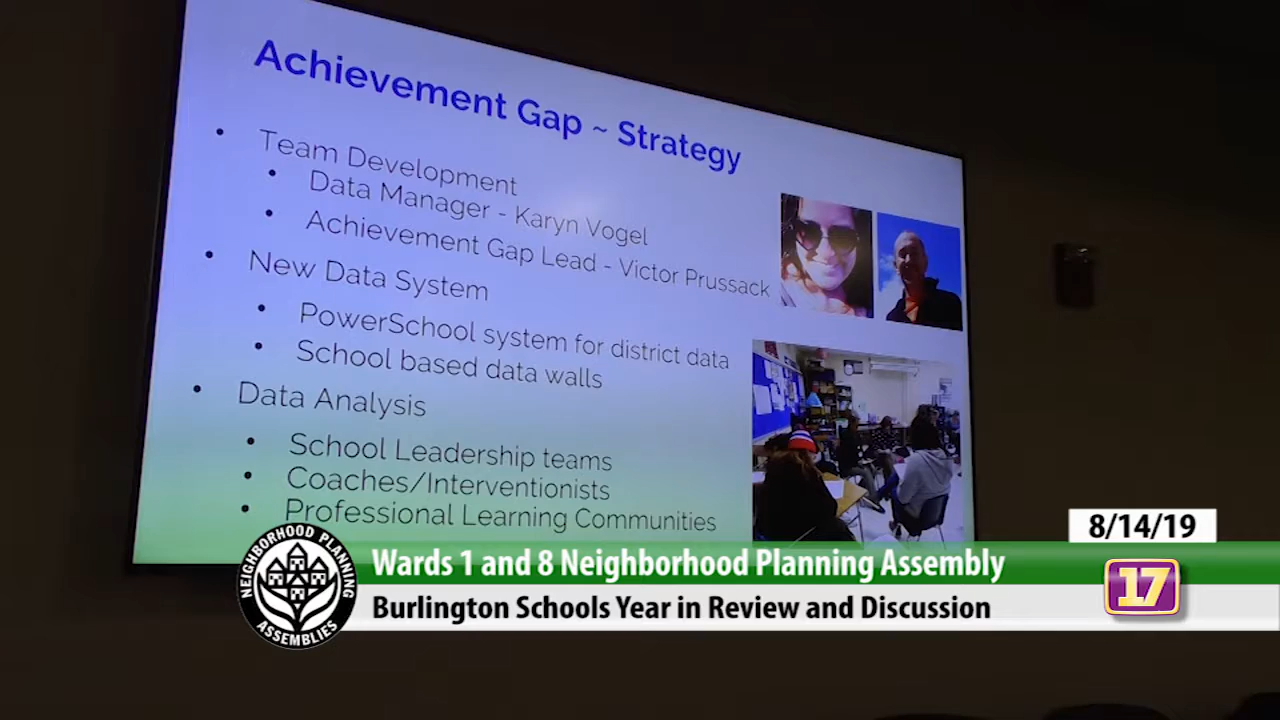 Achievement Gap ~ Strategy
• Team Development
• Data Manager - Karyn Vogel
• Achievement Gap Lead - Victor Prussack
• New Data System
• PowerSchool system for district data
• School based data walls
• Data Analysis
• School Leadership teams
• Coaches/Interventionists
• Professional Learning Communities
8/14/19
NEIGHBORHOOD PLANNING
ASSEMBLIES
Wards 1 and 8 Neighborhood Planning Assembly
17
Burlington Schools Year in Review and Discussion